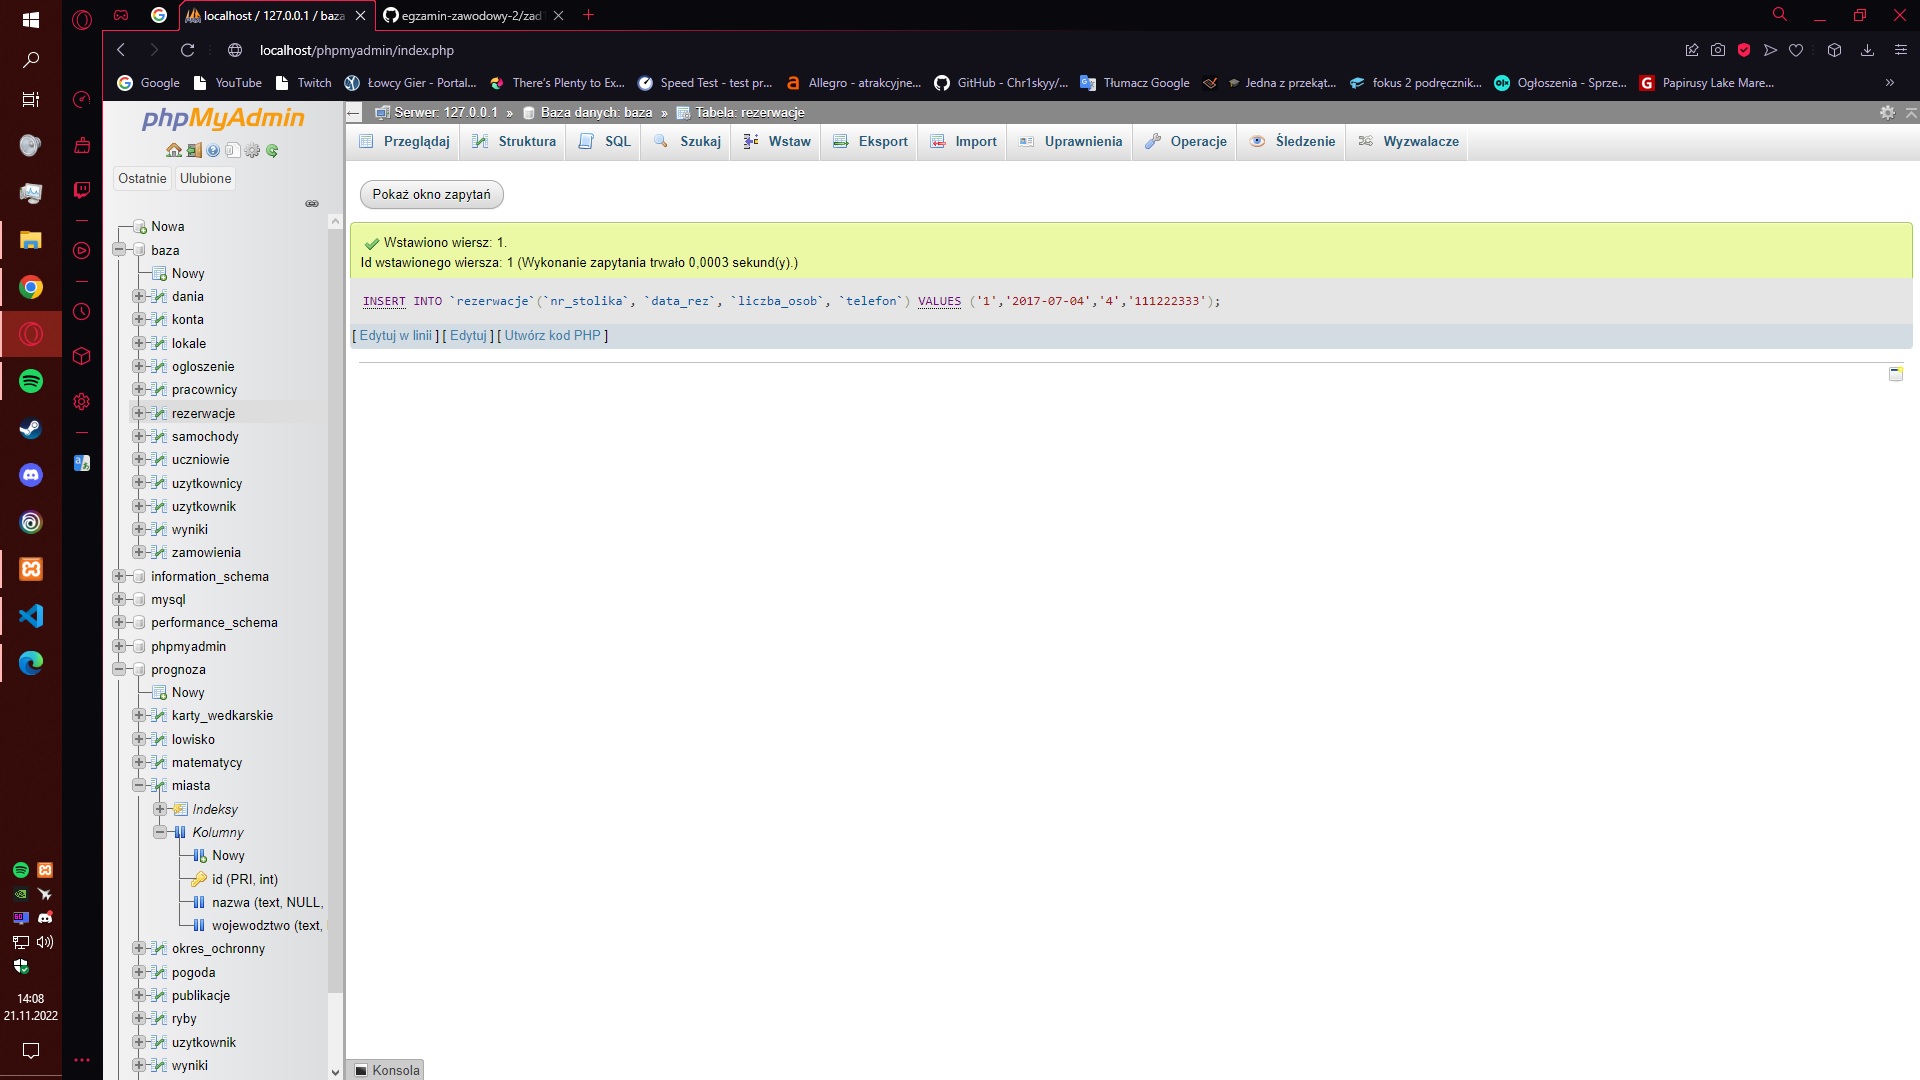 localhost / 127.0.0.1 / baza
egzamin-zawodowy-2/zad
localhost/phpmyadmin/index.php
Google
YouTube
Twitch
Łowcy Gier - Portal...
There's Plenty to Ex...
Speed Test - test pr...
Allegro - atrakcyjne...
GitHub - Chr1skyy/...
Tłumacz Google
Jedna z przekąt...
fokus 2 podręcznik...
Ogłoszenia - Sprze...
Papirusy Lake Mare...
phpMyAdmin
Ostatnie
Ulubione
Nowa
baza
Nowy
dania
konta
lokale
ogloszenie
pracownicy
rezerwacje
samochody
uczniowie
uzytkownicy
uzytkownik
wyniki
zamowienia
information_schema
mysql
performance_schema
phpmyadmin
prognoza
Nowy
karty_wedkarskie
lowisko
matematycy
miasta
Indeksy
Kolumny
Nowy
id (PRI, int)
nazwa (text, NULL,
wojewodztwo (text,
okres_ochronny
pogoda
publikacje
ryby
uzytkownik
wyniki
Serwer: 127.0.0.1 » Baza danych: baza » Tabela: rezerwacje
Przeglądaj
Struktura
SQL
Szukaj
Wstaw
Eksport
Import
Uprawnienia
Operacje
Śledzenie
Wyzwalacze
Pokaż okno zapytań
Wstawiono wiersz: 1.
Id wstawionego wiersza: 1 (Wykonanie zapytania trwało 0,0003 sekund(y).)
INSERT INTO `rezerwacje`(`nr_stolika`, `data_rez`, `liczba_osob`, `telefon`) VALUES ('1','2017-07-04','4','111222333');
[ Edytuj w linii ] [ Edytuj ] [ Utwórz kod PHP ]
Konsola
14:08
21.11.2022